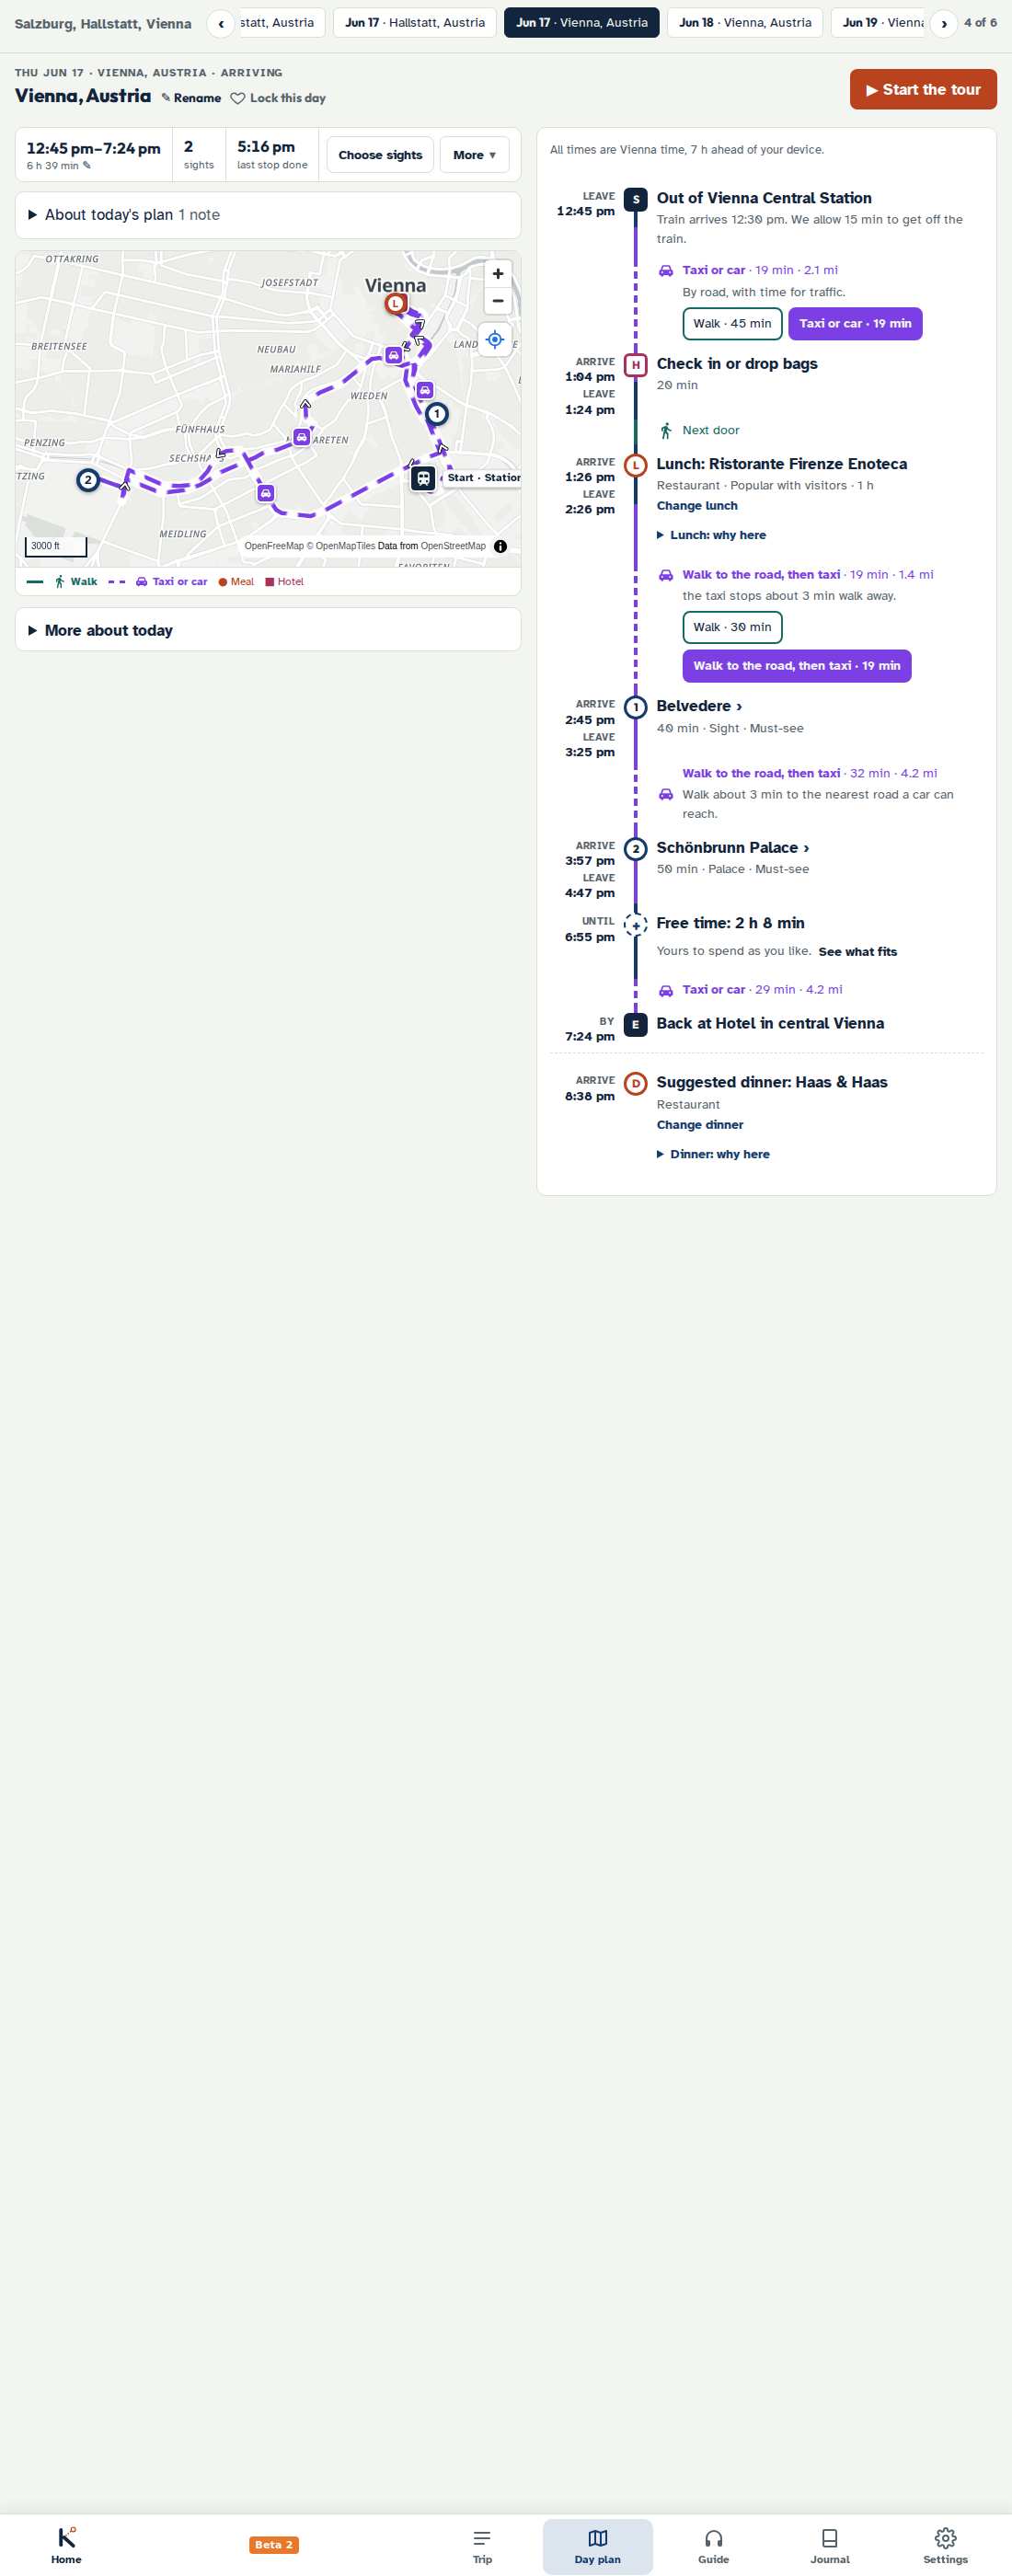 Salzburg, Hallstatt, Vienna
‹
statt, Austria
Jun 17 · Hallstatt, Austria
Jun 17 · Vienna, Austria
Jun 18 · Vienna, Austria
Jun 19 · Vienna
›
4 of 6
THU JUN 17 · VIENNA, AUSTRIA · ARRIVING
Vienna, Austria
✎ Rename
Lock this day
▶ Start the tour
12:45 pm–7:24 pm
6 h 39 min ✎
2
sights
5:16 pm
last stop done
Choose sights
More ▾
▶ About today's plan 1 note
OTTAKRING
JOSEFSTADT
Vienna
L
+
−
BREITENSEE
NEUBAU
MARIAHILF
WIEDEN
1
FÜNFHAUS
PENZING
2
Start · Station
MEIDLING
3000 ft
OpenFreeMap © OpenMapTiles Data from OpenStreetMap
Walk
Taxi or car
Meal
Hotel
▶ More about today
All times are Vienna time, 7 h ahead of your device.
LEAVE
12:45 pm
S
Out of Vienna Central Station
Train arrives 12:30 pm. We allow 15 min to get off the
train.
Taxi or car · 19 min · 2.1 mi
By road, with time for traffic.
Walk · 45 min
Taxi or car · 19 min
ARRIVE
1:04 pm
LEAVE
1:24 pm
H
Check in or drop bags
20 min
Next door
ARRIVE
1:26 pm
LEAVE
2:26 pm
L
Lunch: Ristorante Firenze Enoteca
Restaurant · Popular with visitors · 1 h
Change lunch
▶ Lunch: why here
Walk to the road, then taxi · 19 min · 1.4 mi
the taxi stops about 3 min walk away.
Walk · 30 min
Walk to the road, then taxi · 19 min
ARRIVE
2:45 pm
LEAVE
3:25 pm
1
Belvedere ›
40 min · Sight · Must-see
Walk to the road, then taxi · 32 min · 4.2 mi
Walk about 3 min to the nearest road a car can
reach.
ARRIVE
3:57 pm
LEAVE
4:47 pm
2
Schönbrunn Palace ›
50 min · Palace · Must-see
UNTIL
6:55 pm
+
Free time: 2 h 8 min
Yours to spend as you like. See what fits
Taxi or car · 29 min · 4.2 mi
BY
7:24 pm
E
Back at Hotel in central Vienna
ARRIVE
8:38 pm
D
Suggested dinner: Haas & Haas
Restaurant
Change dinner
▶ Dinner: why here
Home
Beta 2
Trip
Day plan
Guide
Journal
Settings